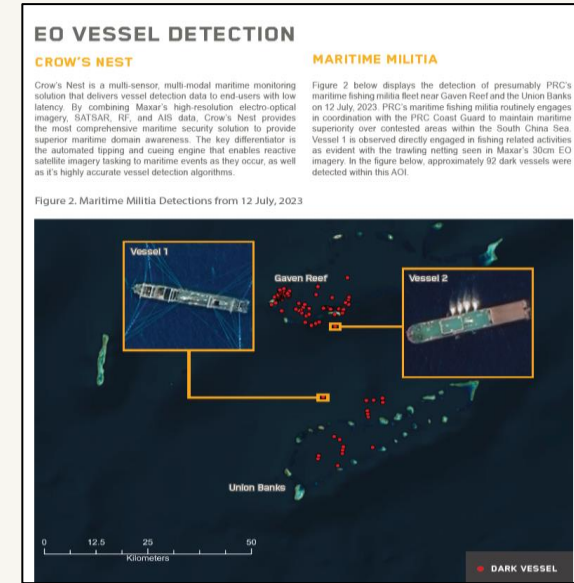 EO VESSEL DETECTION
CROW'S NEST
Crow's Nest is a multi-sensor, multi-modal maritime monitoring
solution that delivers vessel detection data to end-users with low
latency. By combining Maxar's high-resolution electro-optical
imagery, SATSAR, RF, and AIS data, Crow's Nest provides
the most comprehensive maritime security solution to provide
superior maritime domain awareness. The key differentiator is
the automated tipping and cueing engine that enables reactive
satellite imagery tasking to maritime events as they occur, as well
as it's highly accurate vessel detection algorithms.
MARITIME MILITIA
Figure 2 below displays the detection of presumably PRC's
maritime fishing militia fleet near Gaven Reef and the Union Banks
on 12 July, 2023. PRC's maritime fishing militia routinely engages
in coordination with the PRC Coast Guard to maintain maritime
superiority over contested areas within the South China Sea.
Vessel 1 is observed directly engaged in fishing related activities
as evident with the trawling netting seen in Maxar's 30cm EO
imagery. In the figure below, approximately 92 dark vessels were
detected within this AOI.
Figure 2. Maritime Militia Detections from 12 July, 2023
Vessel 1
Gaven Reef
Vessel 2
Union Banks
0 12.5 25 50
Kilometers
DARK VESSEL